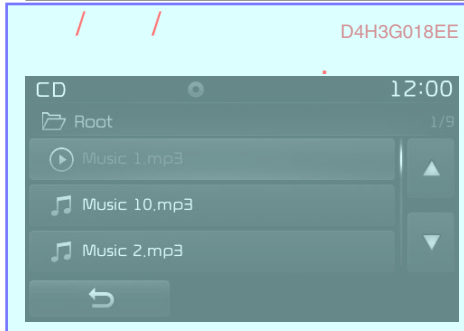 / /
D4H3G018EE
CD 12:00
Root 1/9
Music 1.mp3
Music 10.mp3
Music 2.mp3